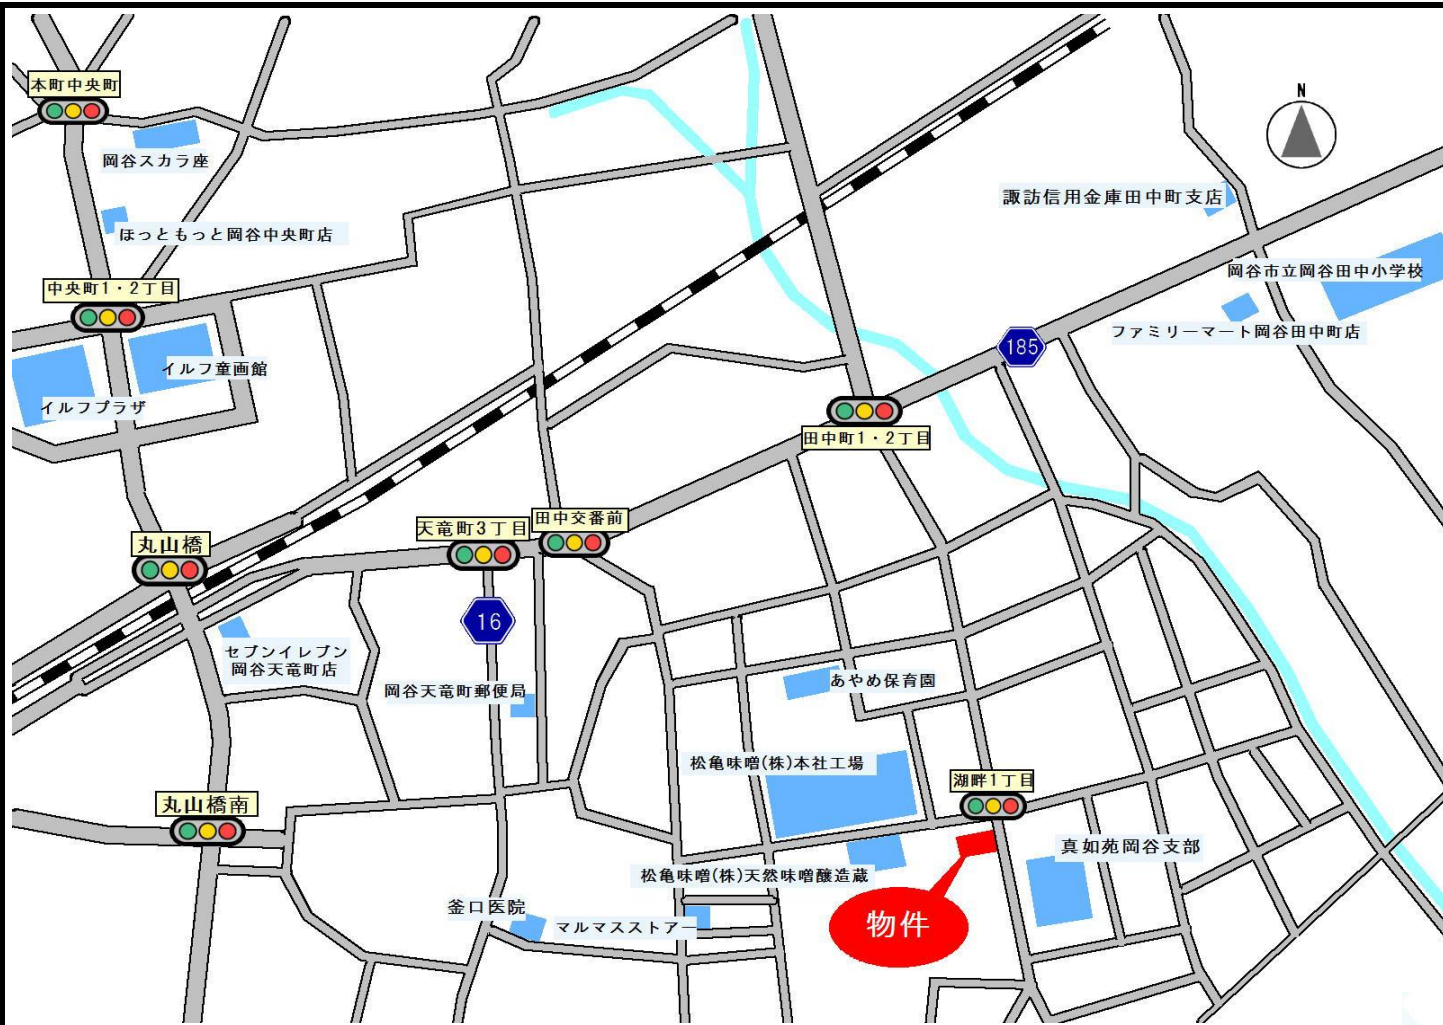 本町中央町
N
岡谷スカラ座
諏訪信用金庫田中町支店
ほっともっと岡谷中央町店
岡谷市立岡谷田中小学校
中央町1・2丁目
ファミリーマート岡谷田中町店
185
イルフ童画館
イルフプラザ
田中町1・2丁目
天竜町3丁目
田中交番前
丸山橋
16
セブンイレブン
岡谷天竜町店
岡谷天竜町郵便局
あやめ保育園
松亀味噌(株)本社工場
湖畔1丁目
丸山橋南
真如苑岡谷支部
松亀味噌(株)天然味噌醸造蔵
釜口医院
マルマスストアー
物件